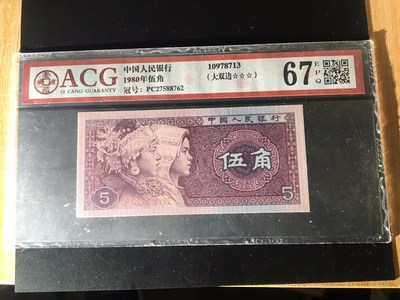 ACG
AI CANG GUARANTY
中国人民银行
1980年伍角
冠号：PC27588762
10978713
（大双边☆☆☆）
67 EPQ
中国人民银行
伍角
5
5